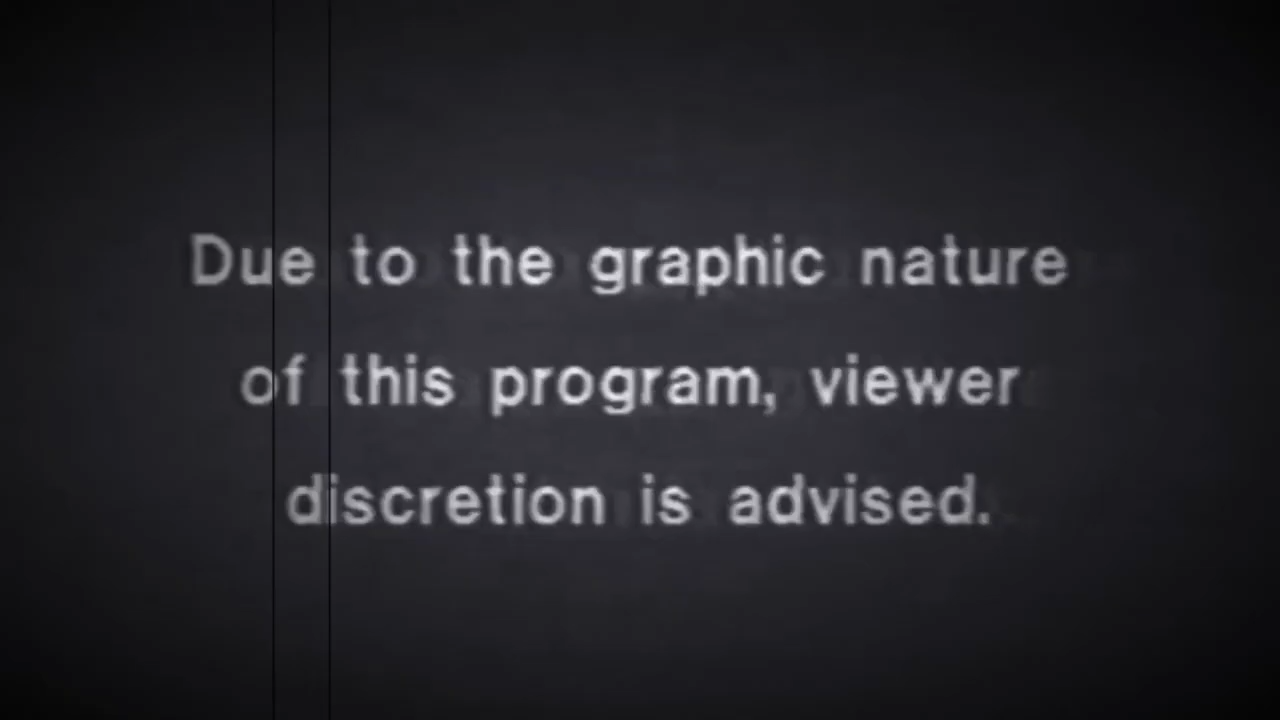 Due to the graphic nature
of this program, viewer
discretion is advised.